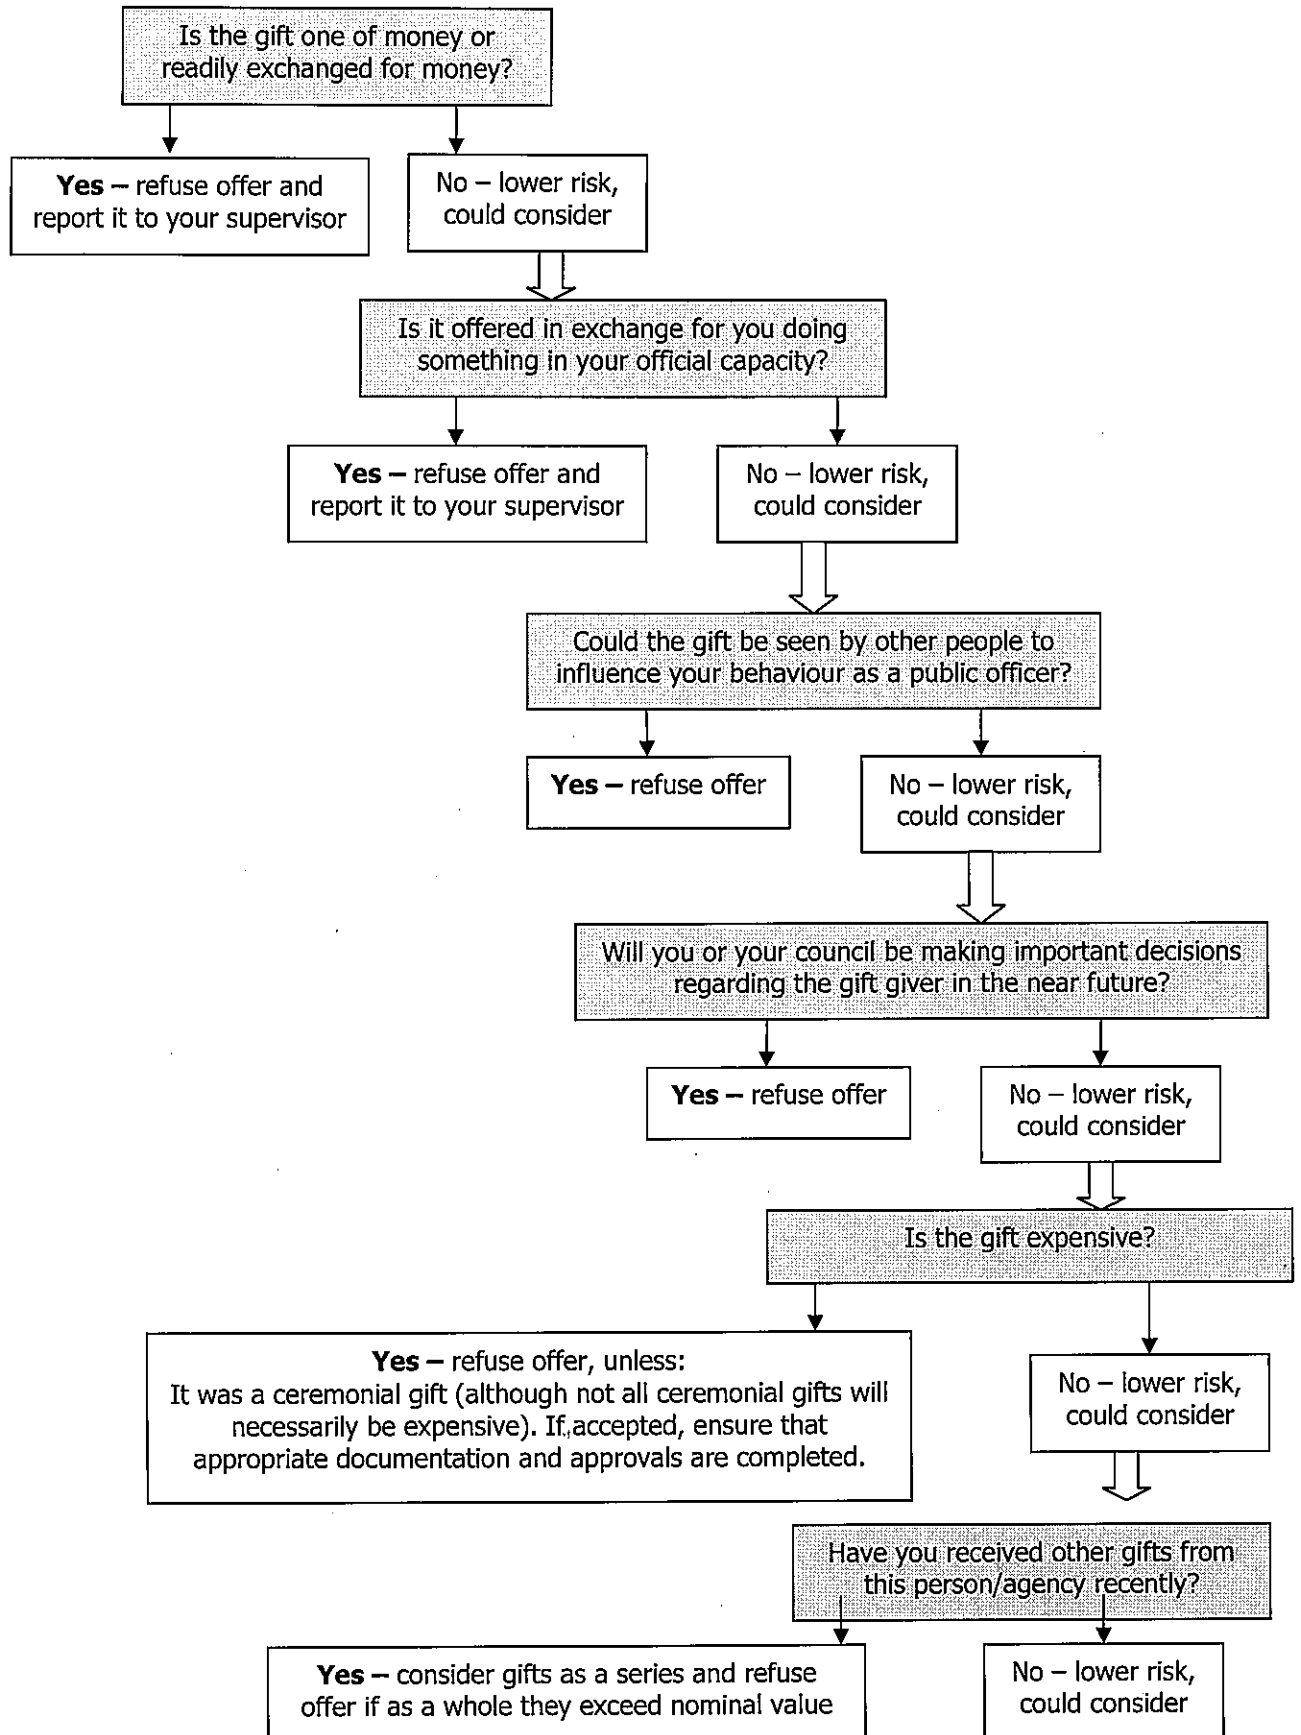 Is the gift one of money or
readily exchanged for money?
Yes – refuse offer and
report it to your supervisor
No – lower risk,
could consider
Is it offered in exchange for you doing
something in your official capacity?
Yes – refuse offer and
report it to your supervisor
No – lower risk,
could consider
Could the gift be seen by other people to
influence your behaviour as a public officer?
Yes – refuse offer
No – lower risk,
could consider
Will you or your council be making important decisions
regarding the gift giver in the near future?
Yes – refuse offer
No – lower risk,
could consider
Is the gift expensive?
Yes – refuse offer, unless:
It was a ceremonial gift (although not all ceremonial gifts will
necessarily be expensive). If accepted, ensure that
appropriate documentation and approvals are completed.
No – lower risk,
could consider
Have you received other gifts from
this person/agency recently?
Yes – consider gifts as a series and refuse
offer if as a whole they exceed nominal value
No – lower risk,
could consider